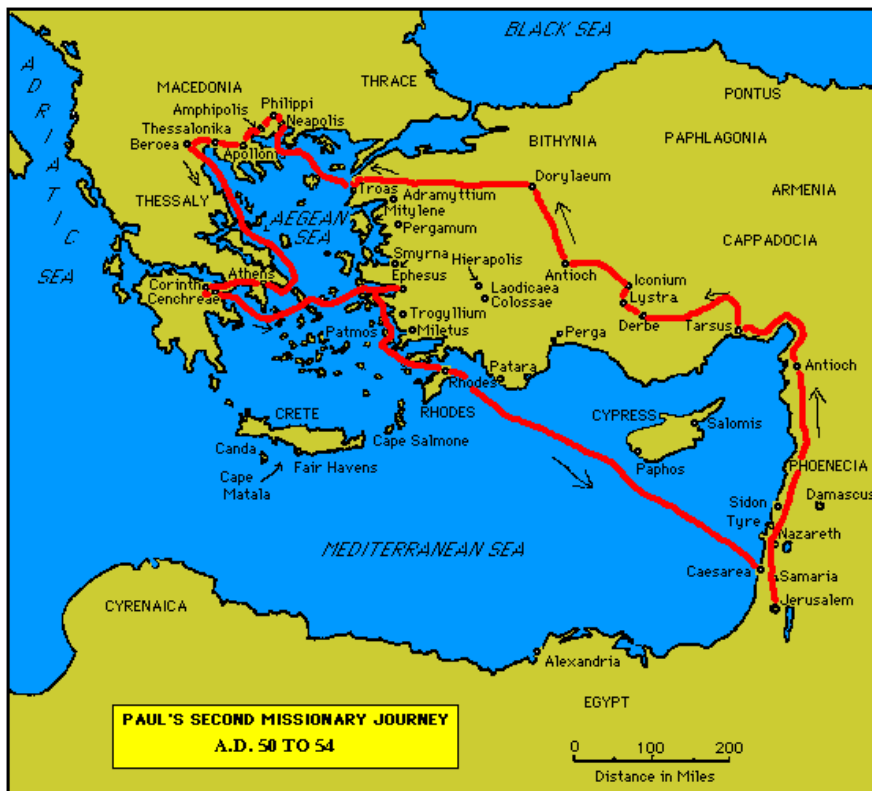 BLACK SEA
ADRIATIC SEA
MACEDONIA
THRACE
PONTUS
Philippi
Amphipolis
Neapolis
Thessalonika
Beroea
Apollonia
BITHYNIA
PAPHLAGONIA
Troas
Dorylaeum
ARMENIA
THESSALY
Adramyttium
Mitylene
AEGEAN
SEA
Pergamum
CAPPADOCIA
Smyrna
Hierapolis
Athens
Ephesus
Antioch
Iconium
Corinth
Cenchreae
Laodicaea
Colossae
Lystra
Trogyllium
Derbe
Tarsus
Patmos
Miletus
Perga
Patara
Antioch
Rhodes
RHODES
CRETE
CYPRESS
Salomis
Cape Salmone
Canda
Fair Havens
Paphos
Cape
Matala
PHOENECIA
Sidon
Damascus
Tyre
Nazareth
MEDITERRANEAN SEA
Caesarea
Samaria
Jerusalem
CYRENAICA
Alexandria
EGYPT
PAUL'S SECOND MISSIONARY JOURNEY
A.D. 50 TO 54
0 100 200
Distance in Miles